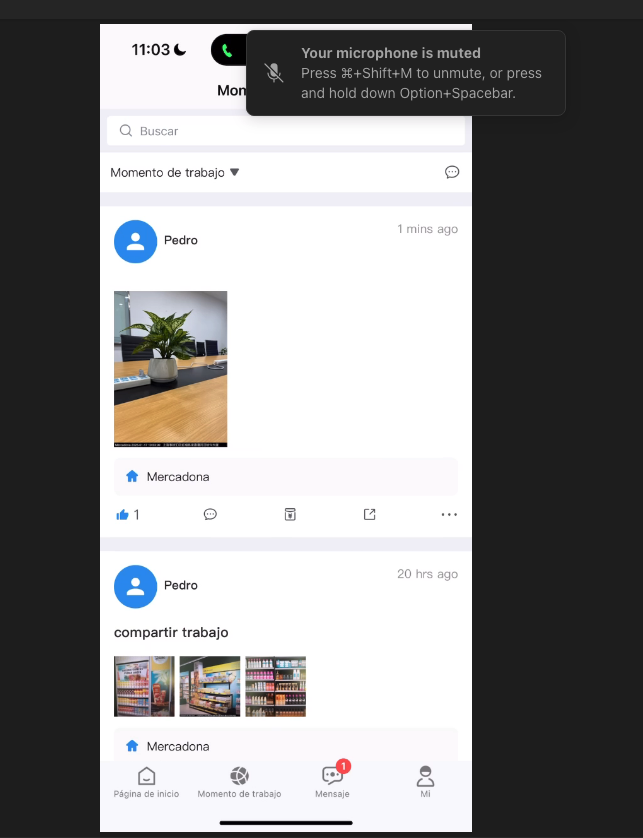 11:03
Your microphone is muted
Press ⌘+Shift+M to unmute, or press
and hold down Option+Spacebar.
Mon
Buscar
Momento de trabajo ▼
Pedro
1 mins ago
Mercadona
1
Pedro
20 hrs ago
compartir trabajo
Mercadona
1
Página de inicio
Momento de trabajo
Mensaje
Mi